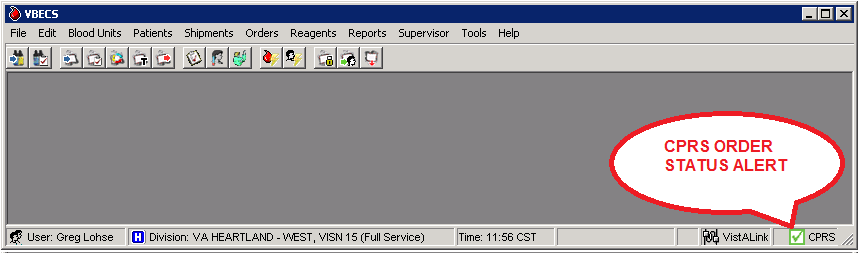 VBECS
File Edit Blood Units Patients Shipments Orders Reagents Reports Supervisor Tools Help
CPRS ORDER
STATUS ALERT
User: Greg Lohse H Division: VA HEARTLAND - WEST, VISN 15 (Full Service) Time: 11:56 CST VistALink CPRS